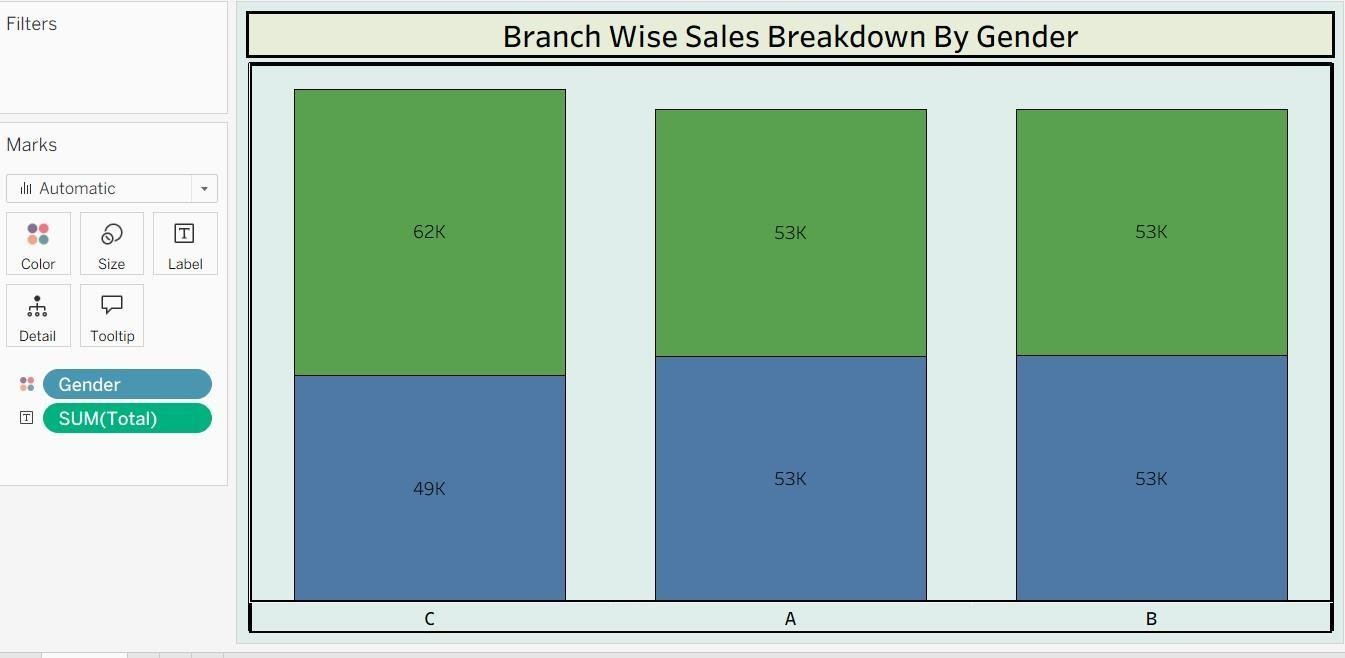 Filters
Marks
Automatic
Color
Size
Label
Detail
Tooltip
Gender
SUM(Total)
Branch Wise Sales Breakdown By Gender
62K
53K
53K
49K
53K
53K
C
A
B